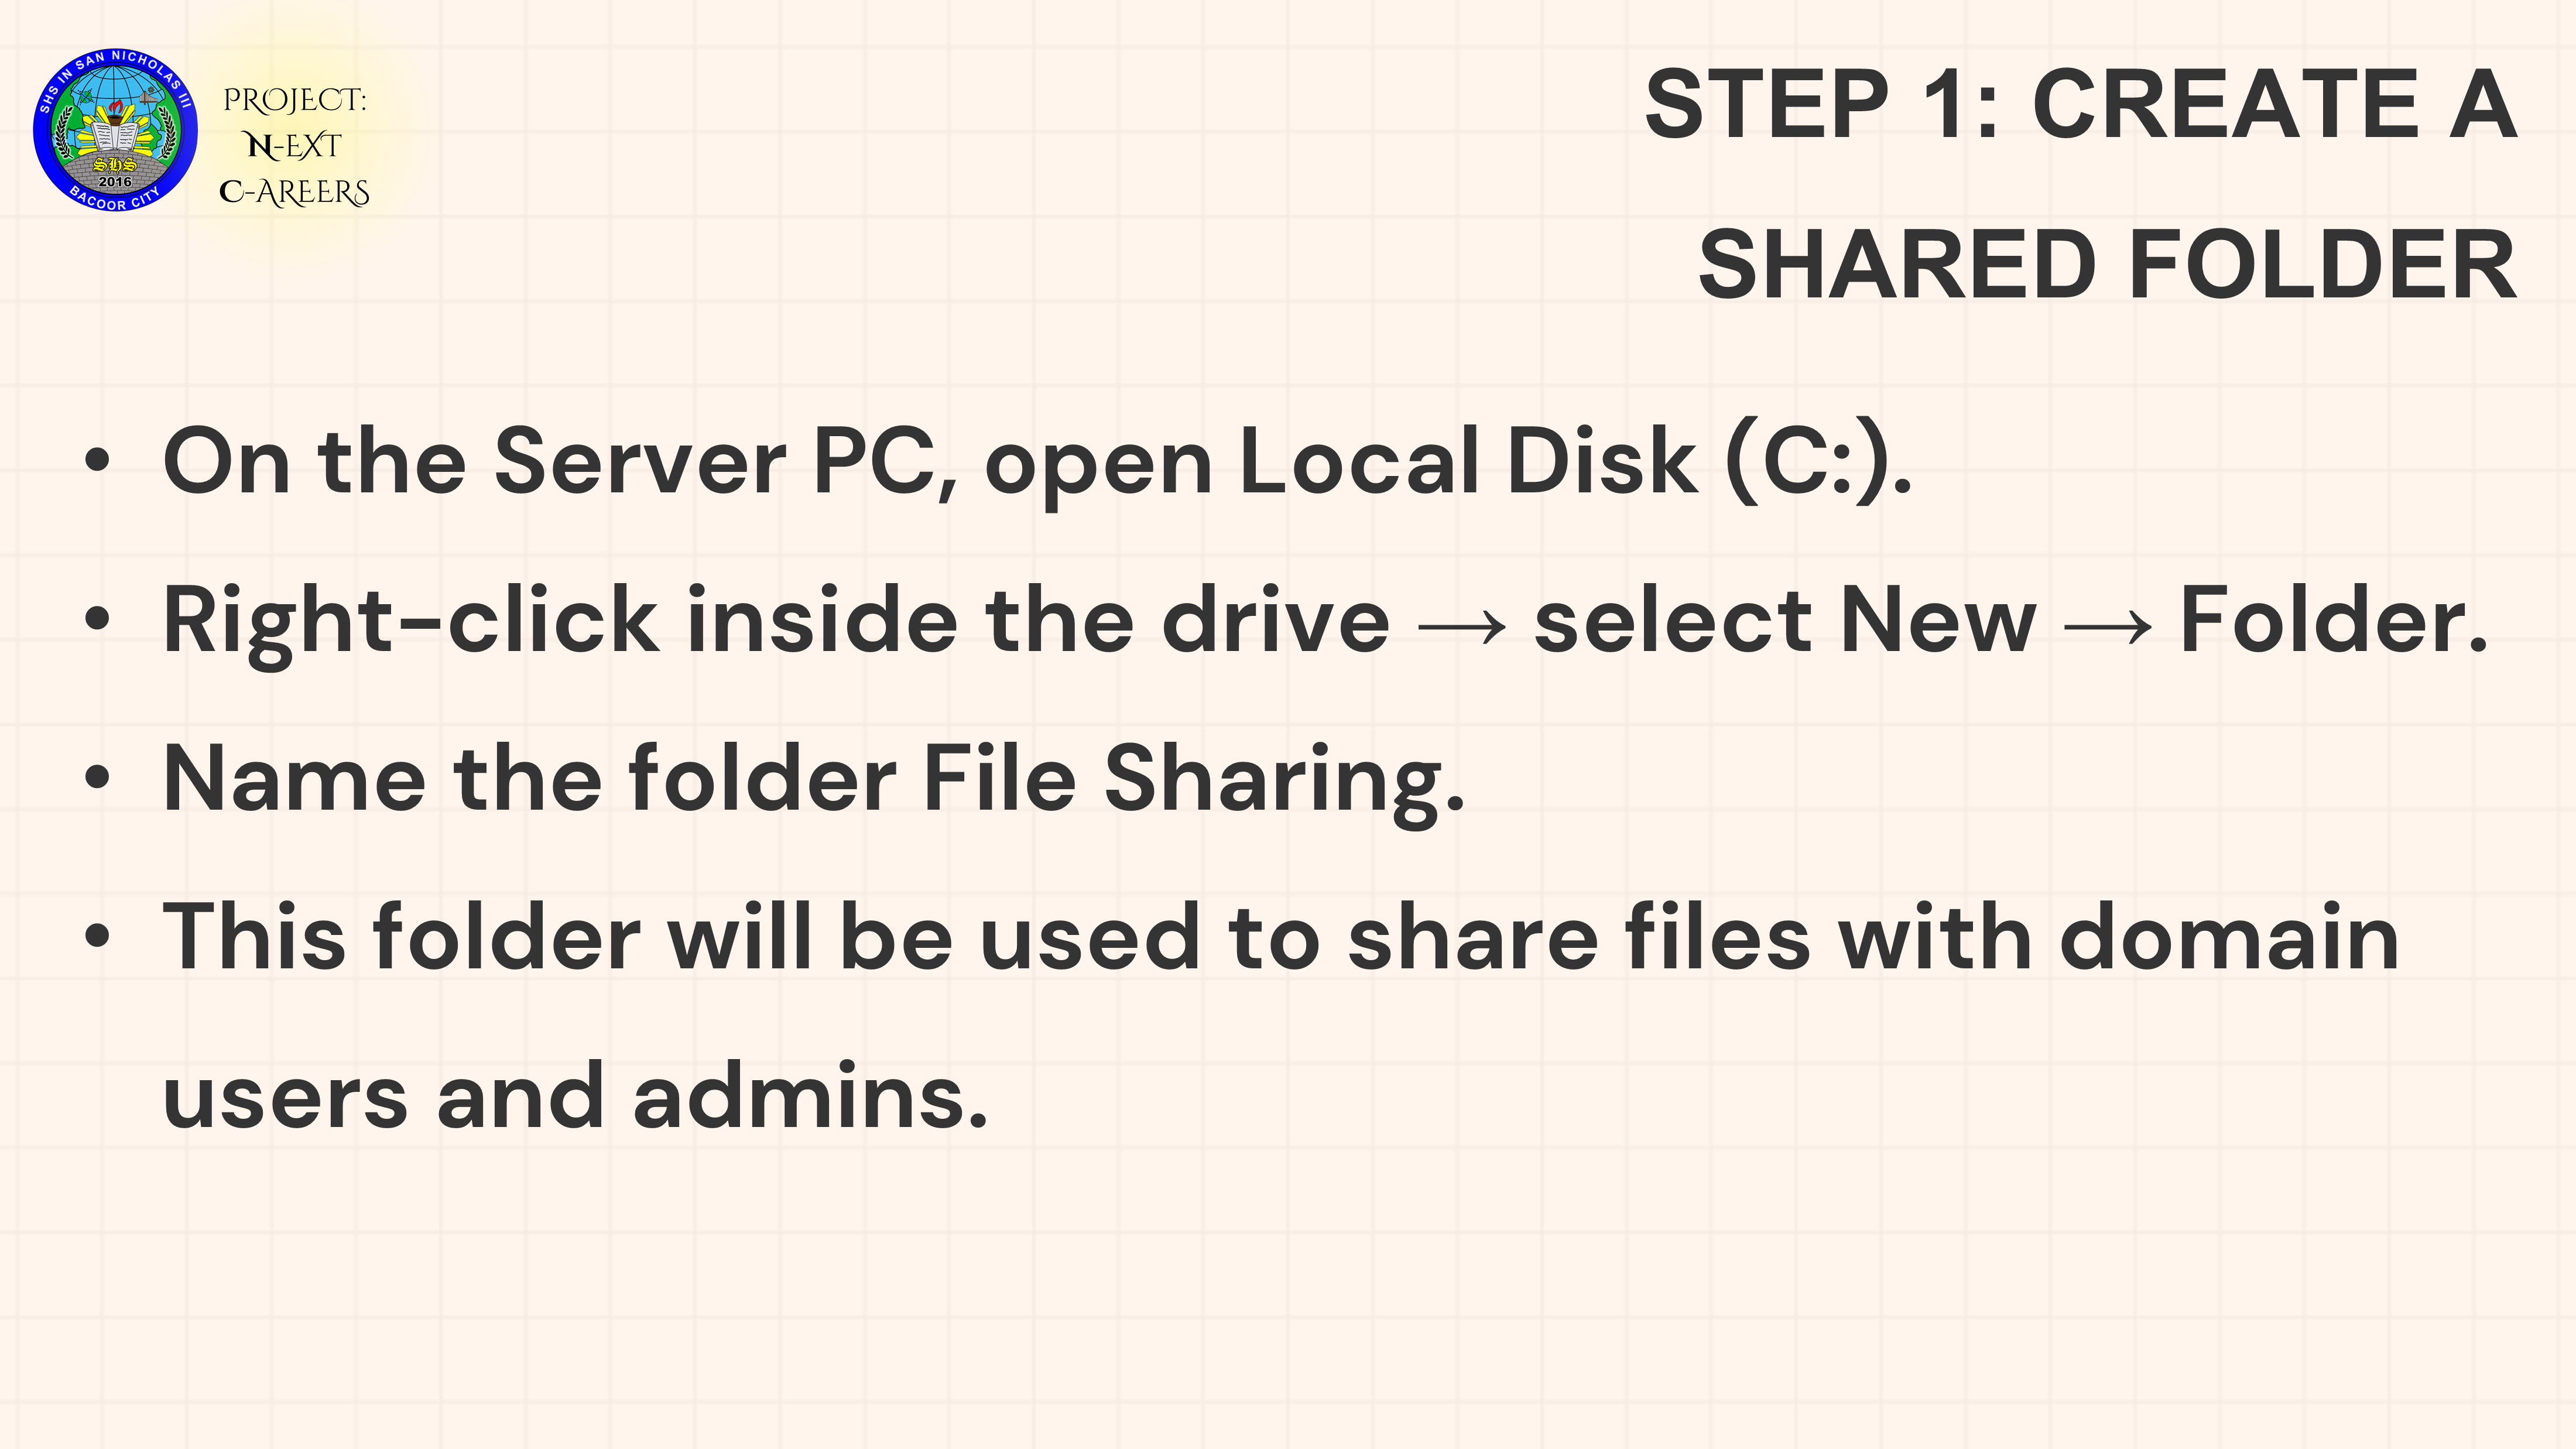 SHS IN SAN NICHOLAS III
SHS
2016
BACOOR CITY
PROJECT:
N-EXT
C-AREERS
STEP 1: CREATE A
SHARED FOLDER
• On the Server PC, open Local Disk (C:).
• Right-click inside the drive → select New → Folder.
• Name the folder File Sharing.
• This folder will be used to share files with domain
users and admins.